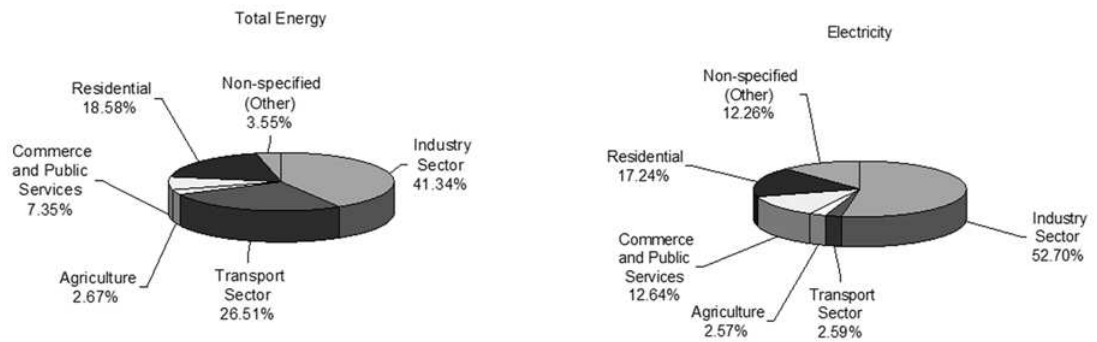 Total Energy
Residential
18.58%
Non-specified
(Other)
3.55%
Industry
Sector
41.34%
Commerce
and Public
Services
7.35%
Agriculture
2.67%
Transport
Sector
26.51%
Electricity
Non-specified
(Other)
12.26%
Residential
17.24%
Industry
Sector
52.70%
Commerce
and Public
Services
12.64%
Agriculture
2.57%
Transport
Sector
2.59%